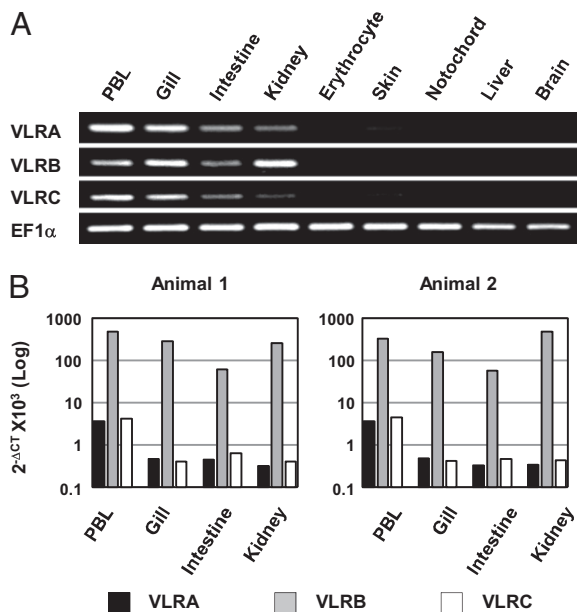 A
PBL Gill Intestine Kidney Erythrocyte Skin Notochord Liver Brain
VLRA
VLRB
VLRC
EF1α
B
Animal 1 Animal 2
2^-ΔCT X10^3 (Log)
1000 1000
100 100
10 10
1 1
0.1 0.1
PBL Gill Intestine Kidney PBL Gill Intestine Kidney
VLRA VLRB VLRC